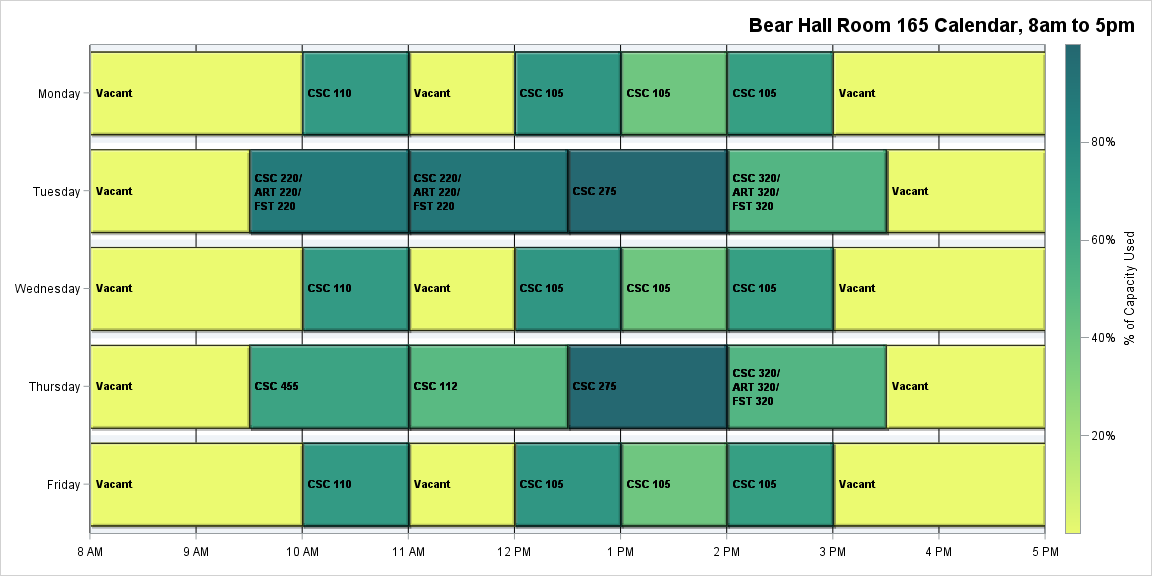 Bear Hall Room 165 Calendar, 8am to 5pm
Monday
Vacant
CSC 110
Vacant
CSC 105
CSC 105
CSC 105
Vacant
Tuesday
Vacant
CSC 220/
ART 220/
FST 220
CSC 220/
ART 220/
FST 220
CSC 275
CSC 320/
ART 320/
FST 320
Vacant
Wednesday
Vacant
CSC 110
Vacant
CSC 105
CSC 105
CSC 105
Vacant
Thursday
Vacant
CSC 455
CSC 112
CSC 275
CSC 320/
ART 320/
FST 320
Vacant
Friday
Vacant
CSC 110
Vacant
CSC 105
CSC 105
CSC 105
Vacant
8 AM
9 AM
10 AM
11 AM
12 PM
1 PM
2 PM
3 PM
4 PM
5 PM
80%
60%
40%
20%
% of Capacity Used